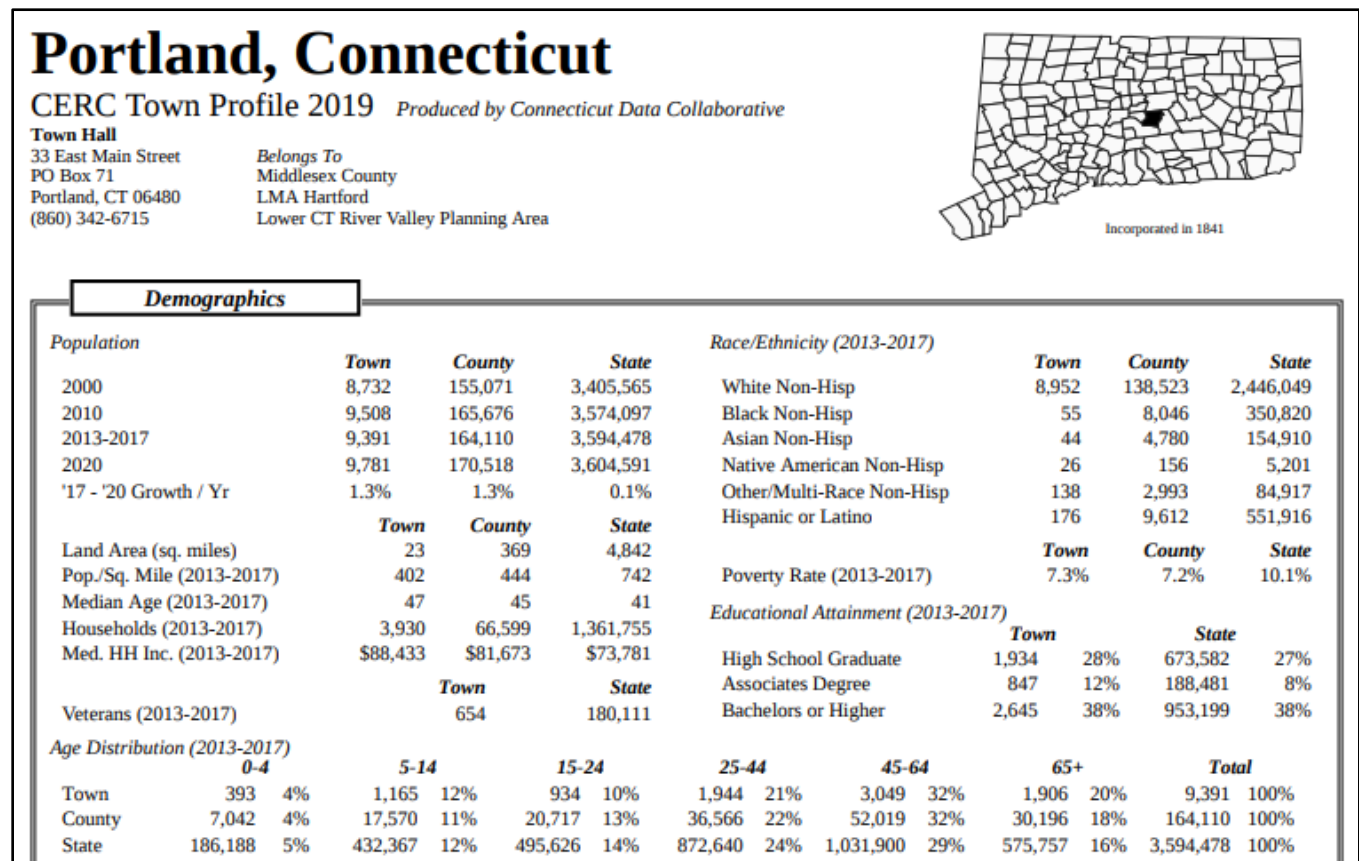 Portland, Connecticut
CERC Town Profile 2019 Produced by Connecticut Data Collaborative
Town Hall
33 East Main Street Belongs To
PO Box 71 Middlesex County
Portland, CT 06480 LMA Hartford
(860) 342-6715 Lower CT River Valley Planning Area
Incorporated in 1841
Demographics
Population
Town County State
2000 8,732 155,071 3,405,565
2010 9,508 165,676 3,574,097
2013-2017 9,391 164,110 3,594,478
2020 9,781 170,518 3,604,591
'17 - '20 Growth / Yr 1.3% 1.3% 0.1%
Town County State
Land Area (sq. miles) 23 369 4,842
Pop./Sq. Mile (2013-2017) 402 444 742
Median Age (2013-2017) 47 45 41
Households (2013-2017) 3,930 66,599 1,361,755
Med. HH Inc. (2013-2017) $88,433 $81,673 $73,781
Town State
Veterans (2013-2017) 654 180,111
Race/Ethnicity (2013-2017)
Town County State
White Non-Hisp 8,952 138,523 2,446,049
Black Non-Hisp 55 8,046 350,820
Asian Non-Hisp 44 4,780 154,910
Native American Non-Hisp 26 156 5,201
Other/Multi-Race Non-Hisp 138 2,993 84,917
Hispanic or Latino 176 9,612 551,916
Town County State
Poverty Rate (2013-2017) 7.3% 7.2% 10.1%
Educational Attainment (2013-2017)
Town State
High School Graduate 1,934 28% 673,582 27%
Associates Degree 847 12% 188,481 8%
Bachelors or Higher 2,645 38% 953,199 38%
Age Distribution (2013-2017)
0-4 5-14 15-24 25-44 45-64 65+ Total
Town 393 4% 1,165 12% 934 10% 1,944 21% 3,049 32% 1,906 20% 9,391 100%
County 7,042 4% 17,570 11% 20,717 13% 36,566 22% 52,019 32% 30,196 18% 164,110 100%
State 186,188 5% 432,367 12% 495,626 14% 872,640 24% 1,031,900 29% 575,757 16% 3,594,478 100%